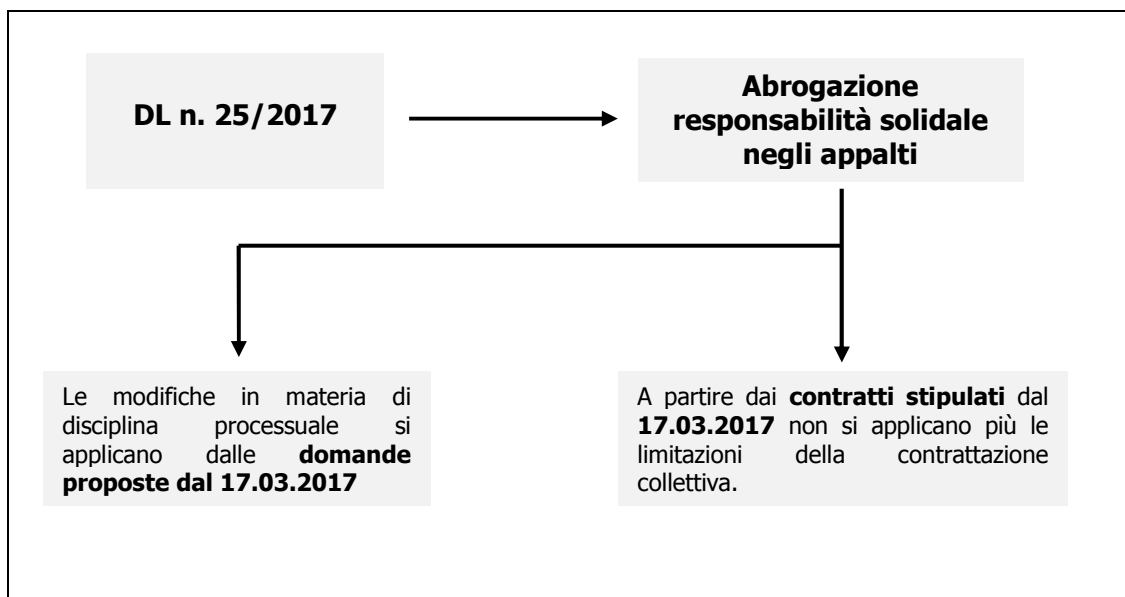 DL n. 25/2017
Abrogazione
responsabilità solidale
negli appalti
Le modifiche in materia di
disciplina processuale si
applicano dalle domande
proposte dal 17.03.2017
A partire dai contratti stipulati dal
17.03.2017 non si applicano più le
limitazioni della contrattazione
collettiva.